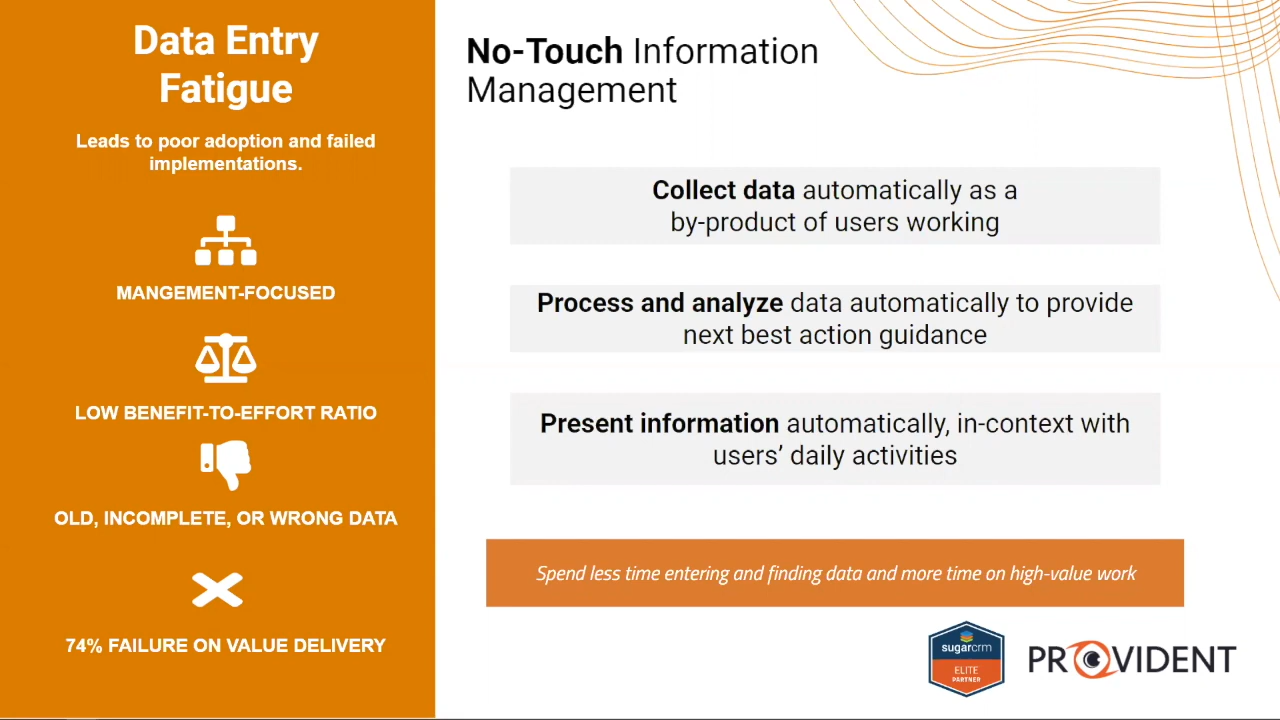 Data Entry
Fatigue
Leads to poor adoption and failed
implementations.
MANGEMENT-FOCUSED
LOW BENEFIT-TO-EFFORT RATIO
OLD, INCOMPLETE, OR WRONG DATA
74% FAILURE ON VALUE DELIVERY
No-Touch Information
Management
Collect data automatically as a
by-product of users working
Process and analyze data automatically to provide
next best action guidance
Present information automatically, in-context with
users’ daily activities
Spend less time entering and finding data and more time on high-value work
sugarcrm
ELITE
PARTNER
PROVIDENT